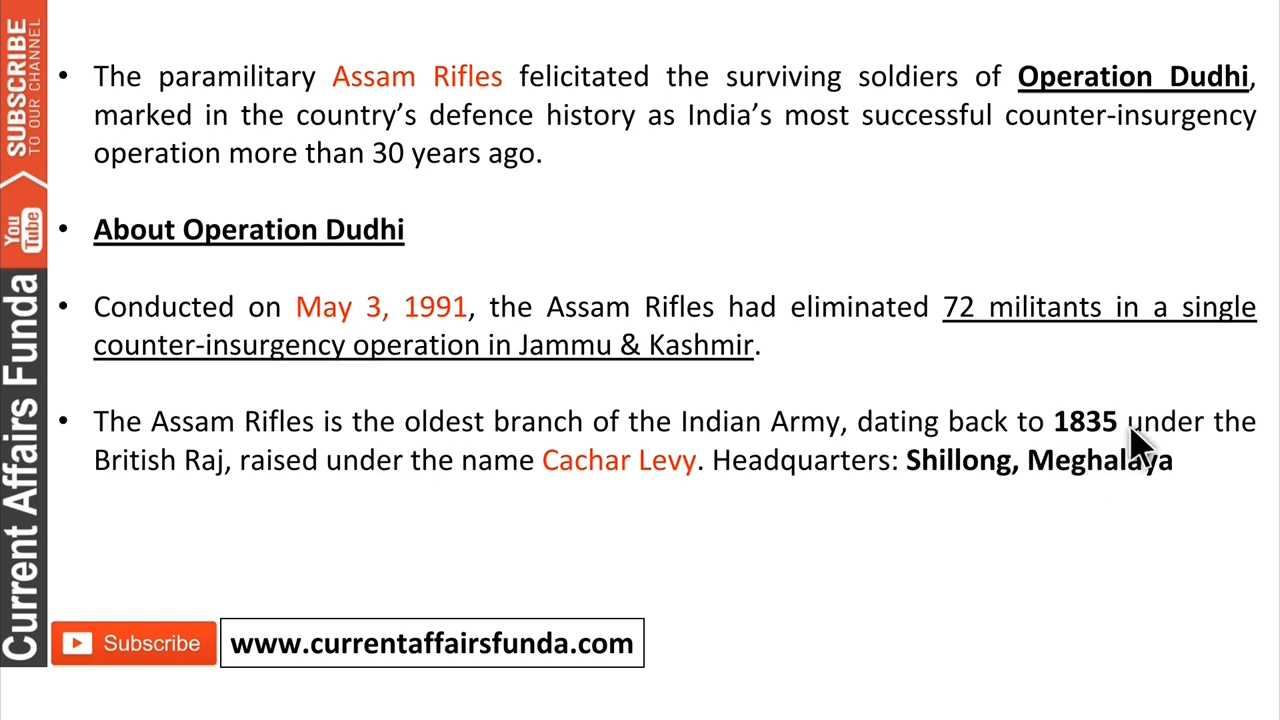 • The paramilitary Assam Rifles felicitated the surviving soldiers of Operation Dudhi,
marked in the country’s defence history as India’s most successful counter-insurgency
operation more than 30 years ago.
• About Operation Dudhi
• Conducted on May 3, 1991, the Assam Rifles had eliminated 72 militants in a single
counter-insurgency operation in Jammu & Kashmir.
• The Assam Rifles is the oldest branch of the Indian Army, dating back to 1835 under the
British Raj, raised under the name Cachar Levy. Headquarters: Shillong, Meghalaya
SUBSCRIBE
TO OUR CHANNEL
You
Tube
Current Affairs Funda
Subscribe
www.currentaffairsfunda.com